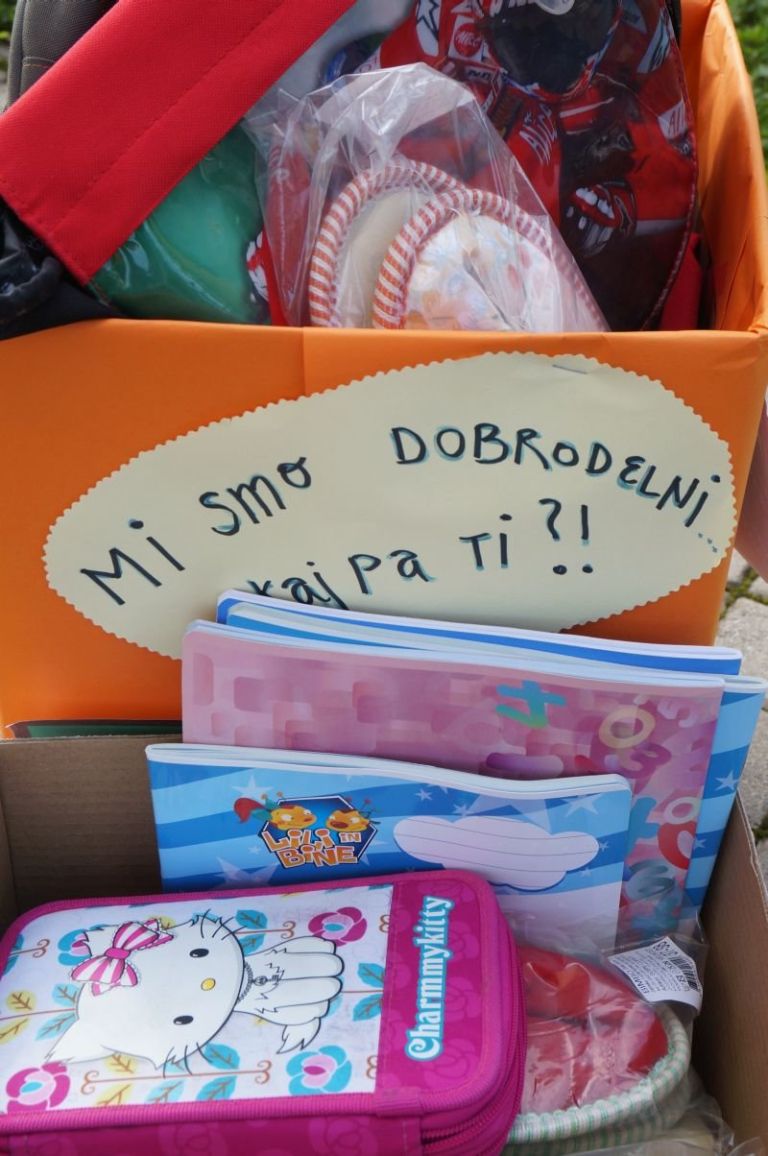 Mi smo DOBRODELNI...
kaj pa ti?!
LILI IN
BINE
Charmmykitty